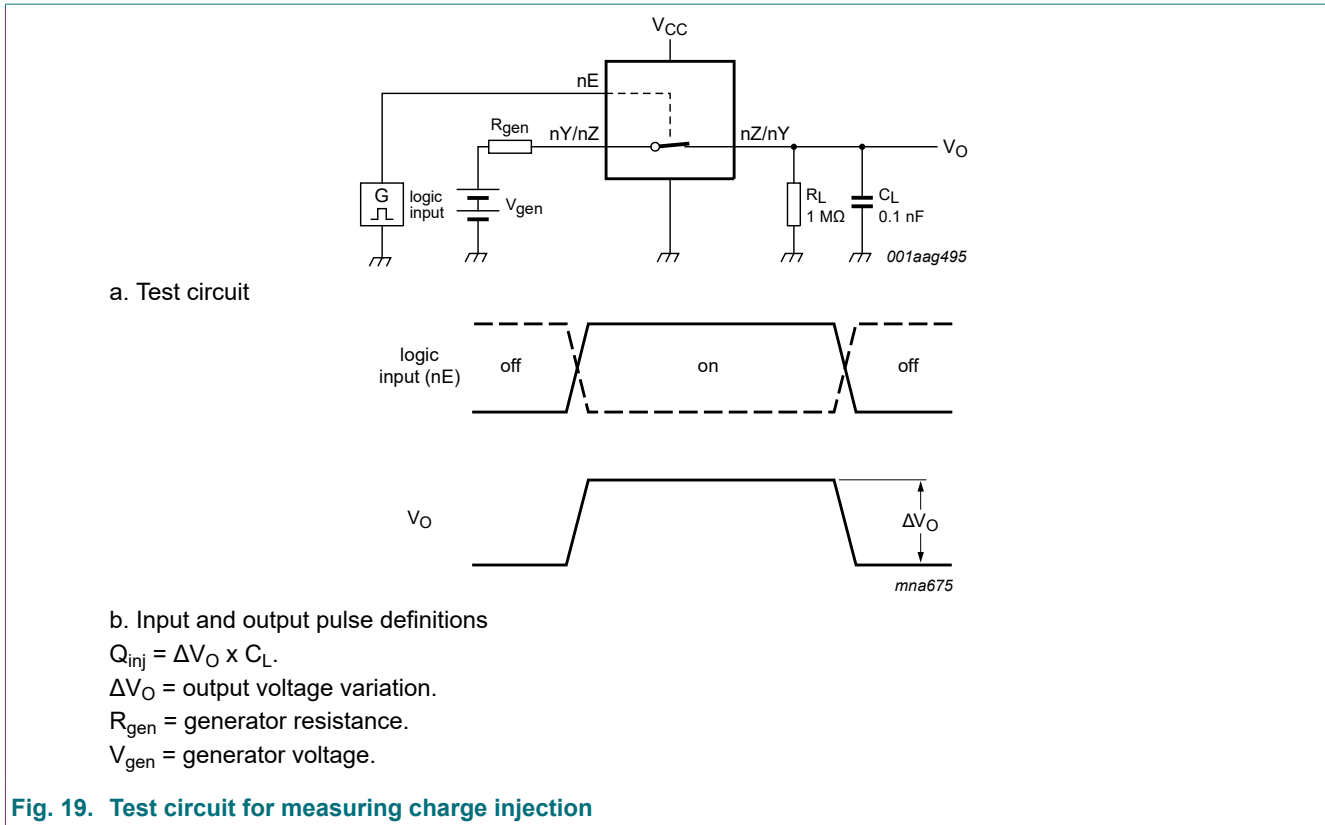 VCC
nE
Rgen
nY/nZ
nZ/nY
VO
G
logic
input
Vgen
RL
1 MΩ
CL
0.1 nF
001aag495
a. Test circuit
logic
input (nE)
off
on
off
VO
ΔVO
mna675
b. Input and output pulse definitions
Qinj = ΔVO x CL.
ΔVO = output voltage variation.
Rgen = generator resistance.
Vgen = generator voltage.
Fig. 19. Test circuit for measuring charge injection